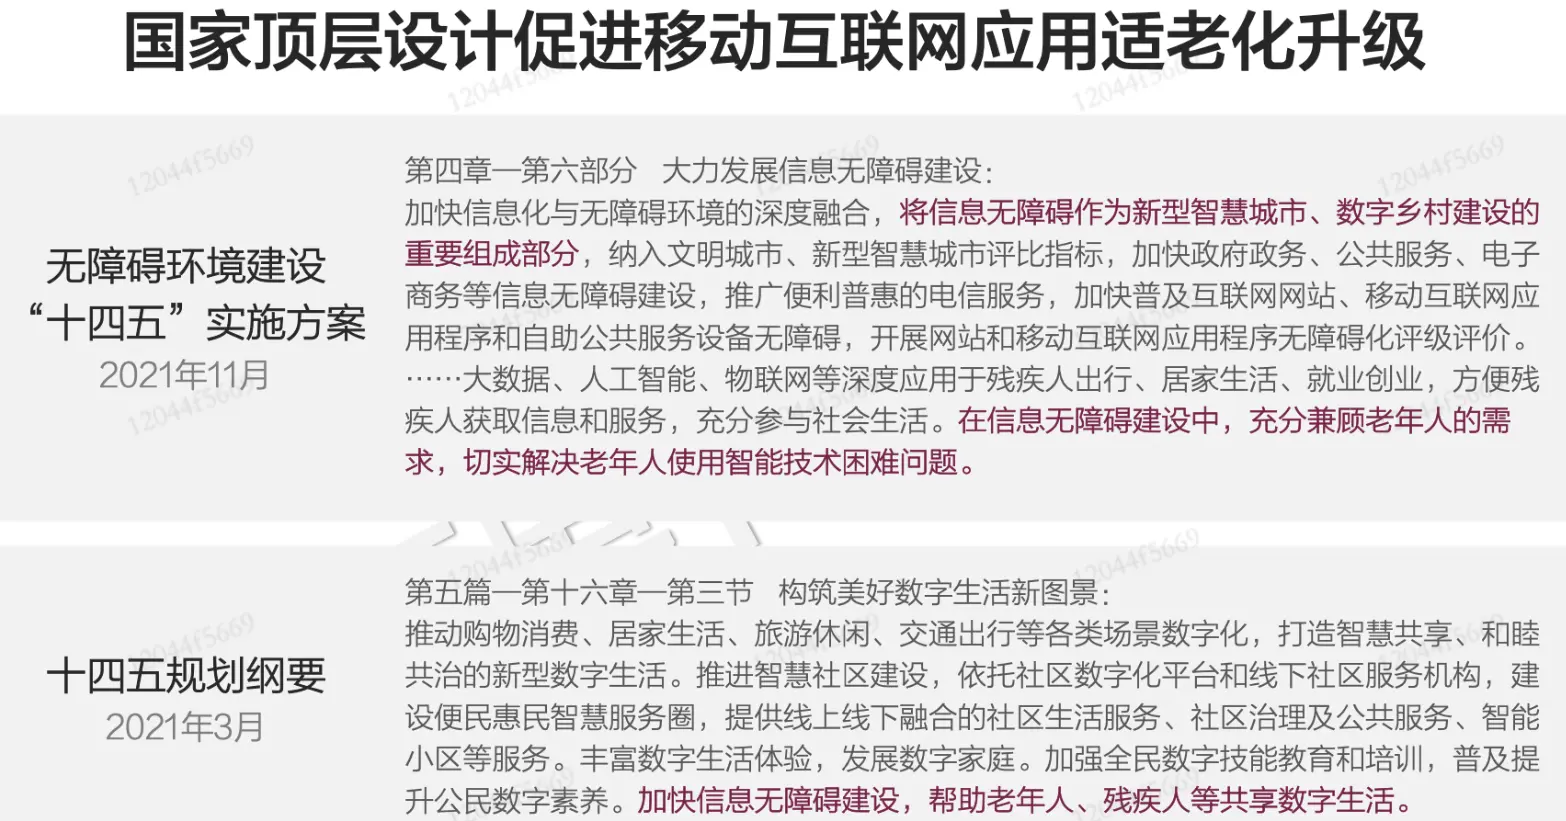 国家顶层设计促进移动互联网应用适老化升级
无障碍环境建设
“十四五”实施方案
2021年11月
第四章—第六部分 大力发展信息无障碍建设:
加快信息化与无障碍环境的深度融合，将信息无障碍作为新型智慧城市、数字乡村建设的
重要组成部分，纳入文明城市、新型智慧城市评比指标，加快政府政务、公共服务、电子
商务等信息无障碍建设，推广便利普惠的电信服务，加快普及互联网网站、移动互联网应
用程序和自助公共服务设备无障碍，开展网站和移动互联网应用程序无障碍化评级评价。
……大数据、人工智能、物联网等深度应用于残疾人出行、居家生活、就业创业，方便残
疾人获取信息和服务，充分参与社会生活。在信息无障碍建设中，充分兼顾老年人的需
求，切实解决老年人使用智能技术困难问题。
十四五规划纲要
2021年3月
第五篇—第十六章—第三节 构筑美好数字生活新图景:
推动购物消费、居家生活、旅游休闲、交通出行等各类场景数字化，打造智慧共享、和睦
共治的新型数字生活。推进智慧社区建设，依托社区数字化平台和线下社区服务机构，建
设便民惠民智慧服务圈，提供线上线下融合的社区生活服务、社区治理及公共服务、智能
小区等服务。丰富数字生活体验，发展数字家庭。加强全民数字技能教育和培训，普及提
升公民数字素养。加快信息无障碍建设，帮助老年人、残疾人等共享数字生活。
12044f5669